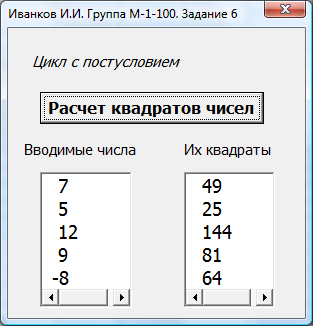 Иванков И.И. Группа М-1-100. Задание 6
Цикл с постусловием
Расчет квадратов чисел
Вводимые числа Их квадраты
7 49
5 25
12 144
9 81
-8 64